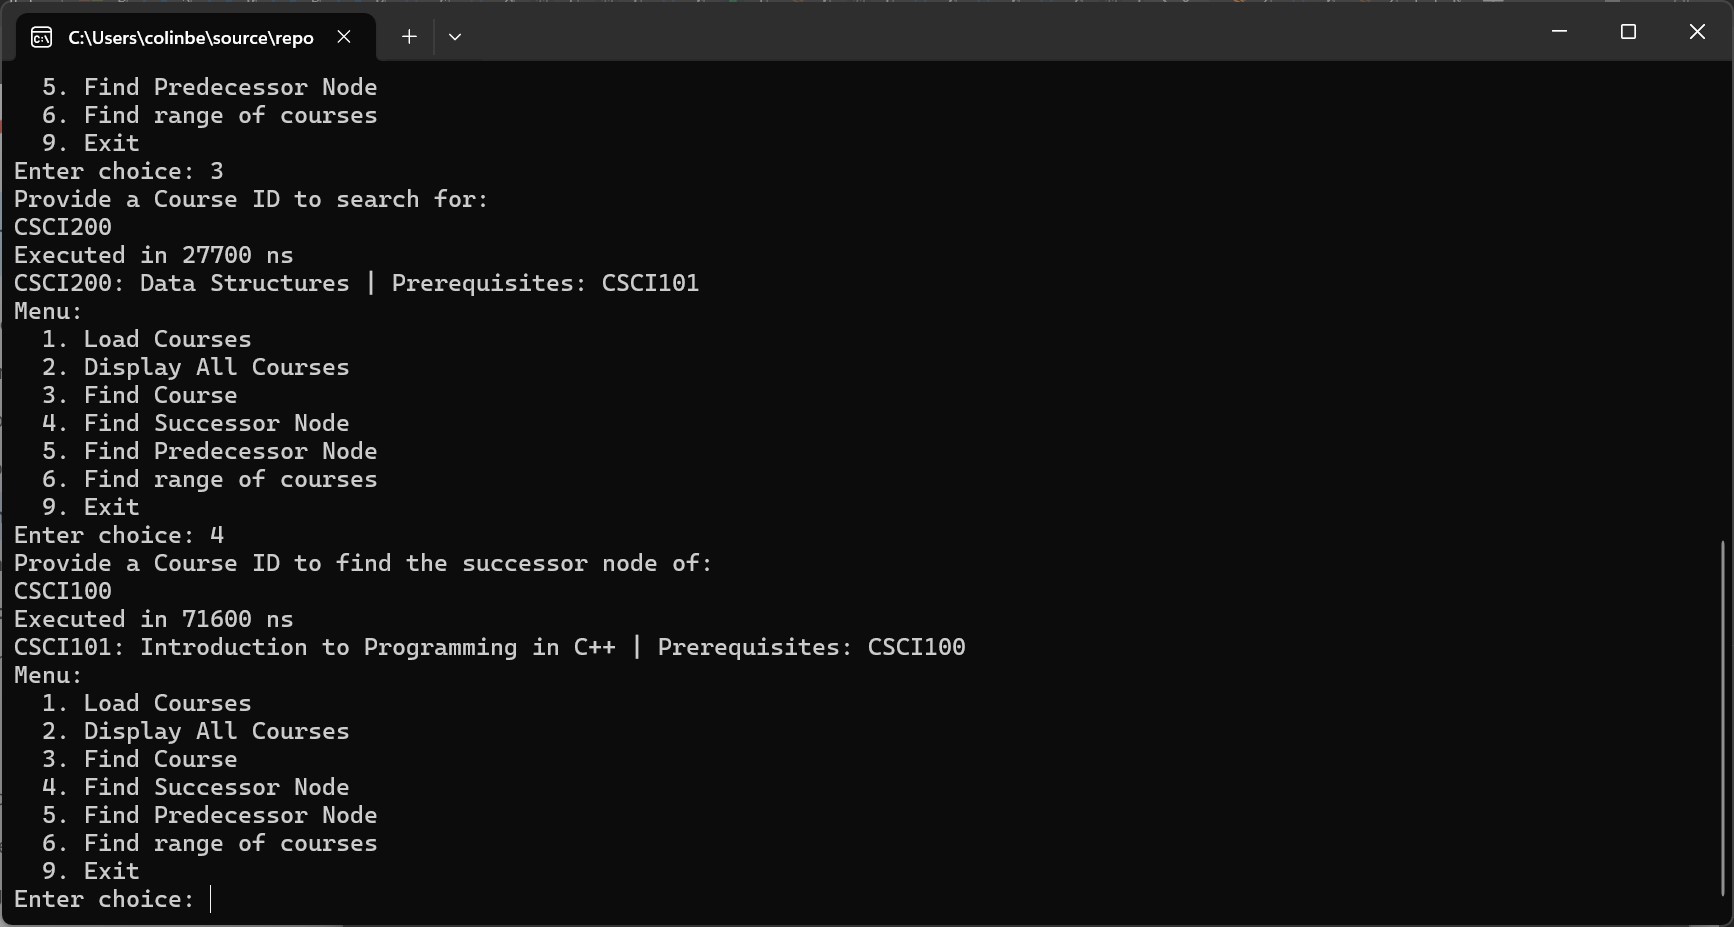 C:\Users\colinbe\source\repo
5. Find Predecessor Node
6. Find range of courses
9. Exit
Enter choice: 3
Provide a Course ID to search for:
CSCI200
Executed in 27700 ns
CSCI200: Data Structures | Prerequisites: CSCI101
Menu:
1. Load Courses
2. Display All Courses
3. Find Course
4. Find Successor Node
5. Find Predecessor Node
6. Find range of courses
9. Exit
Enter choice: 4
Provide a Course ID to find the successor node of:
CSCI100
Executed in 71600 ns
CSCI101: Introduction to Programming in C++ | Prerequisites: CSCI100
Menu:
1. Load Courses
2. Display All Courses
3. Find Course
4. Find Successor Node
5. Find Predecessor Node
6. Find range of courses
9. Exit
Enter choice: